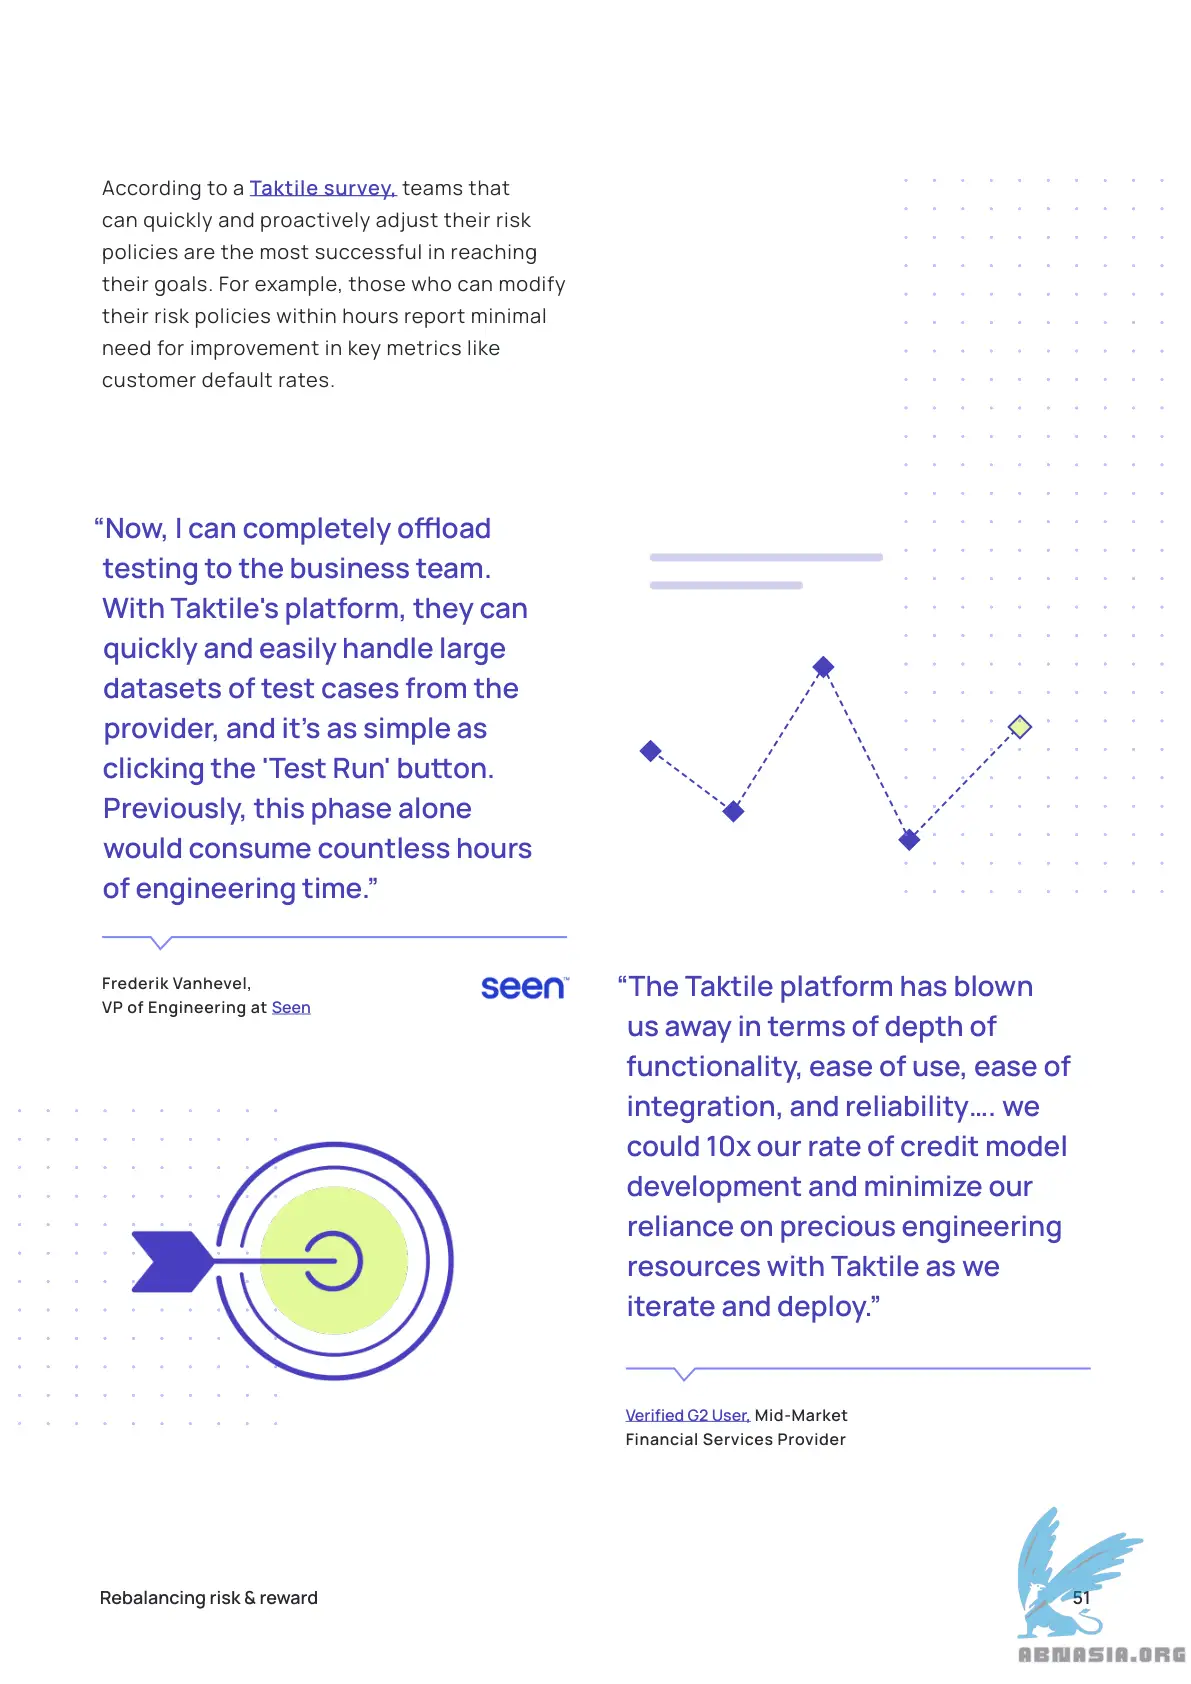 According to a Taktile survey, teams that
can quickly and proactively adjust their risk
policies are the most successful in reaching
their goals. For example, those who can modify
their risk policies within hours report minimal
need for improvement in key metrics like
customer default rates.
“Now, I can completely offload
testing to the business team.
With Taktile's platform, they can
quickly and easily handle large
datasets of test cases from the
provider, and it’s as simple as
clicking the 'Test Run' button.
Previously, this phase alone
would consume countless hours
of engineering time.”
Frederik Vanhevel,
VP of Engineering at Seen
seen™
“The Taktile platform has blown
us away in terms of depth of
functionality, ease of use, ease of
integration, and reliability…. we
could 10x our rate of credit model
development and minimize our
reliance on precious engineering
resources with Taktile as we
iterate and deploy.”
Verified G2 User, Mid-Market
Financial Services Provider
Rebalancing risk & reward
51
ABNASIA.ORG